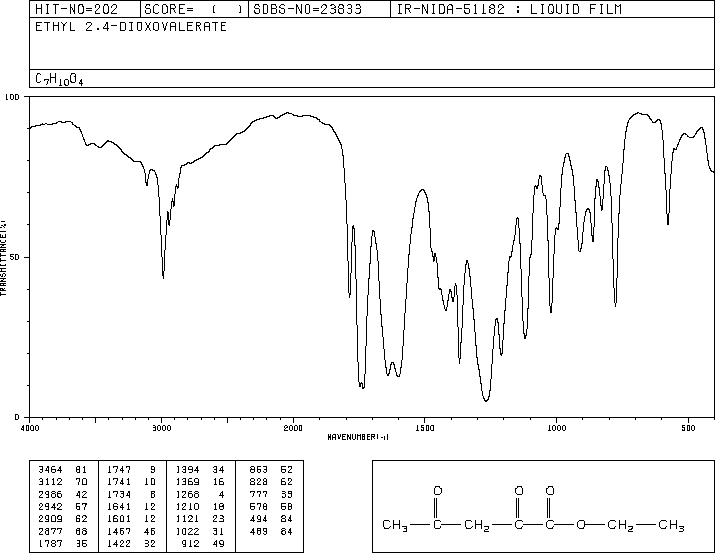 HIT-NO=202 SCORE= ( ) SDBS-NO=23833 IR-NIDA-51182 : LIQUID FILM
ETHYL 2.4-DIOXOVALERATE
C7H10O4
100
50
0
TRANSMITTANCE(%)
4000 3000 2000 1500 1000 500
WAVENUMBER(-1)
3464 81 1747 9 1394 34 863 52
3112 70 1741 10 1369 16 828 62
2986 42 1734 8 1268 4 777 33
2942 57 1641 12 1210 18 578 58
2909 62 1601 12 1121 23 494 84
2877 68 1467 46 1022 31 489 84
1787 35 1422 32 912 49
O O O
CH3 C CH2 C C O CH2 CH3